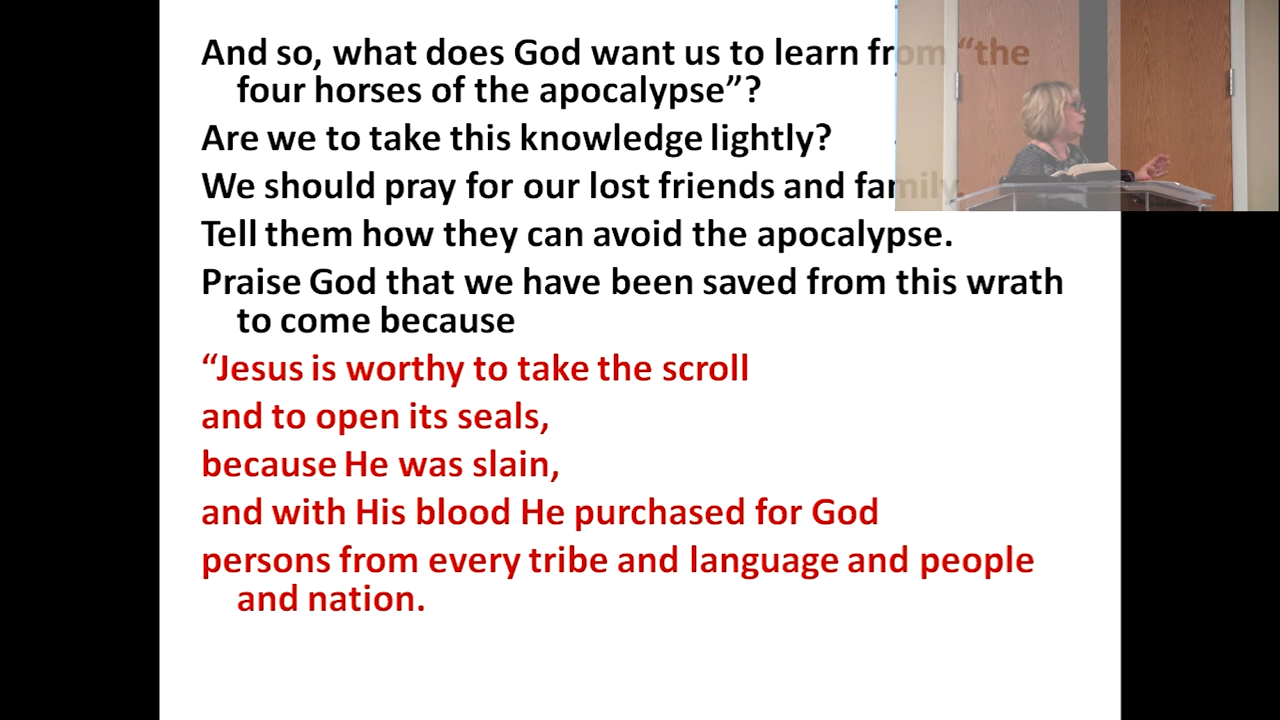 And so, what does God want us to learn from “the
four horses of the apocalypse”?
Are we to take this knowledge lightly?
We should pray for our lost friends and family.
Tell them how they can avoid the apocalypse.
Praise God that we have been saved from this wrath
to come because
“Jesus is worthy to take the scroll
and to open its seals,
because He was slain,
and with His blood He purchased for God
persons from every tribe and language and people
and nation.